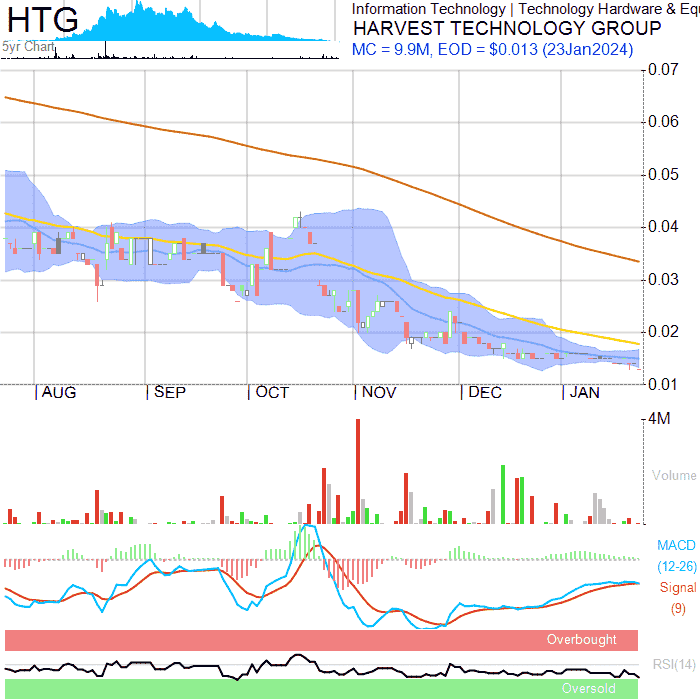 HTG
Information Technology | Technology Hardware & Equ
HARVEST TECHNOLOGY GROUP
MC = 9.9M, EOD = $0.013 (23Jan2024)
5yr Chart
0.07
0.06
0.05
0.04
0.03
0.02
0.01
| AUG | SEP | OCT | NOV | DEC | JAN
4M
Volume
MACD
(12-26)
Signal
(9)
Overbought
RSI(14)
Oversold